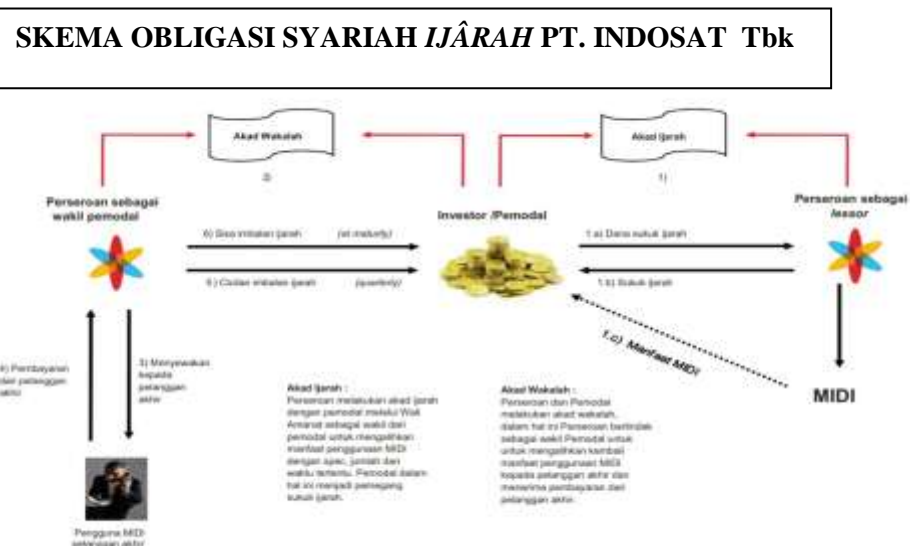 SKEMA OBLIGASI SYARIAH IJÂRAH PT. INDOSAT Tbk
Akad Wakalah
Akad Ijarah
2)
1)
Perseroan sebagai
wakil pemodal
Investor /Pemodal
Perseroan sebagai
lessor
6) Sisa imbalan ijarah (at maturity)
1.a) Dana sukuk ijarah
5.) Cicilan imbalan ijarah (quarterly)
1.b) Sukuk ijarah
1.c) Manfaat MIDI
MIDI
Pembayaran
dari pelanggan
akhir
3) Menyewakan
kepada
pelanggan
akhir
Akad Ijarah :
Perseroan melakukan akad ijarah
dengan pemodal melalui Wali
Amanat sebagai wakil dari
pemodal untuk mengalihkan
manfaat penggunaan MIDI
dengan spec, jumlah dan
waktu tertentu. Pemodal dalam
hal ini menjadi pemegang
sukuk ijarah.
Akad Wakalah :
Perseroan dan Pemodal
melakukan akad wakalah,
dalam hal ini Perseroan bertindak
sebagai wakil Pemodal untuk
untuk mengalihkan kembali
manfaat penggunaan MIDI
kepada pelanggan akhir dan
menerima pembayaran dari
pelanggan akhir.
Pengguna MIDI